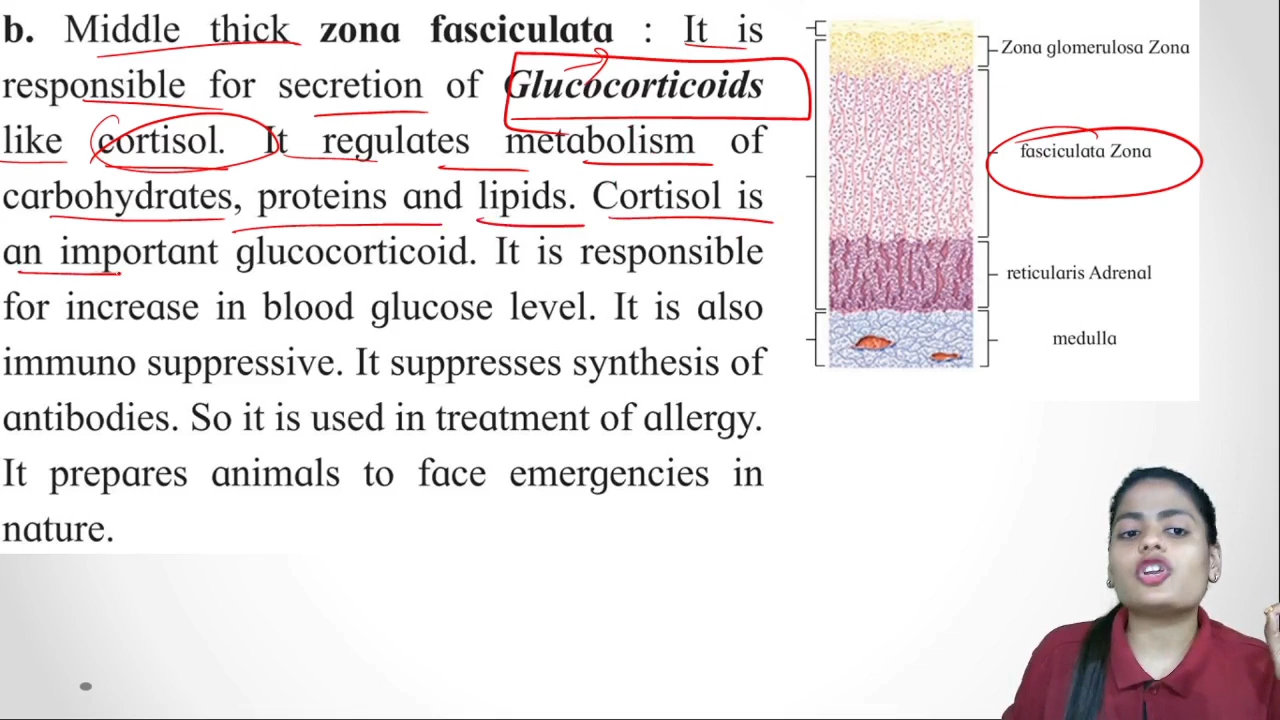 b. Middle thick zona fasciculata : It is
responsible for secretion of Glucocorticoids
like cortisol. It regulates metabolism of
carbohydrates, proteins and lipids. Cortisol is
an important glucocorticoid. It is responsible
for increase in blood glucose level. It is also
immuno suppressive. It suppresses synthesis of
antibodies. So it is used in treatment of allergy.
It prepares animals to face emergencies in
nature.
Zona glomerulosa Zona
fasciculata Zona
reticularis Adrenal
medulla